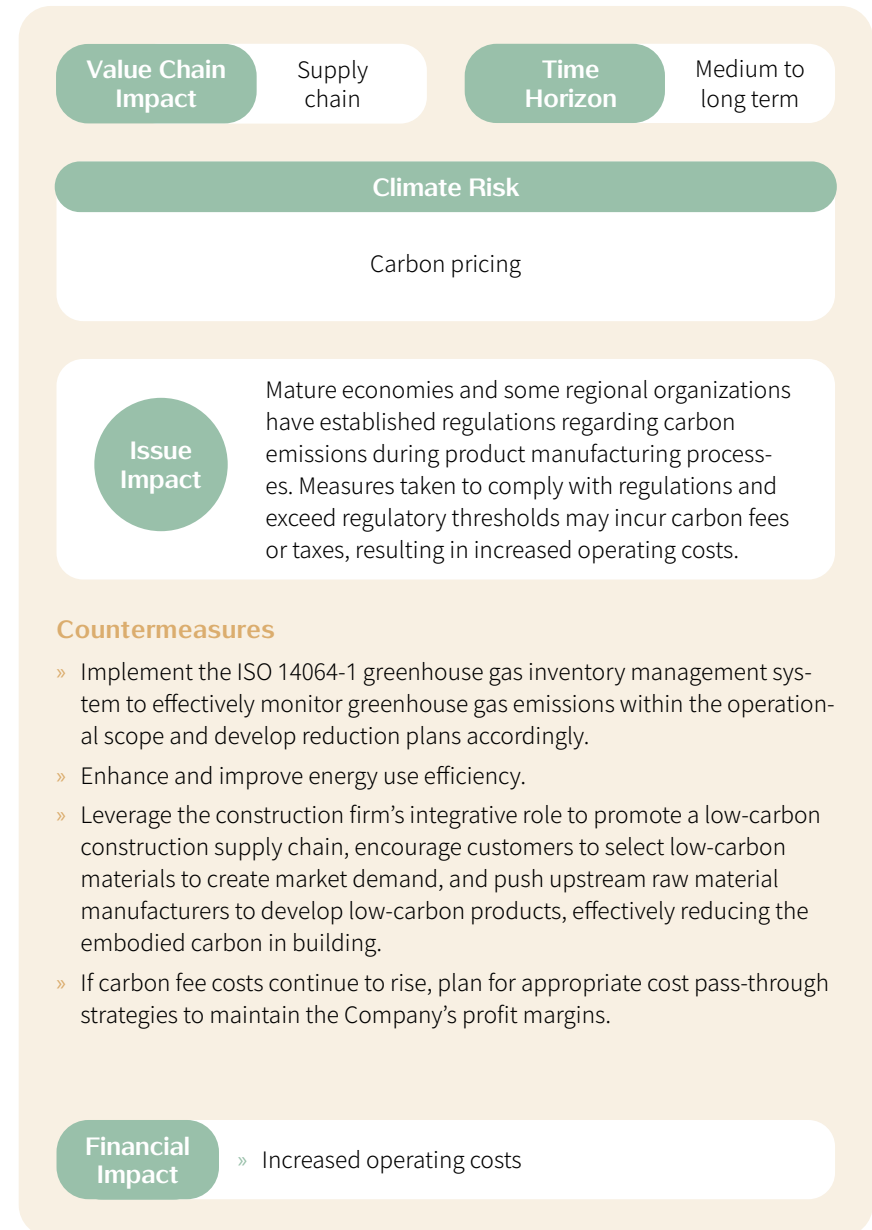 Value Chain
Impact
Supply
chain
Time
Horizon
Medium to
long term
Climate Risk
Carbon pricing
Issue
Impact
Mature economies and some regional organizations
have established regulations regarding carbon
emissions during product manufacturing process-
es. Measures taken to comply with regulations and
exceed regulatory thresholds may incur carbon fees
or taxes, resulting in increased operating costs.
Countermeasures
» Implement the ISO 14064-1 greenhouse gas inventory management sys-
tem to effectively monitor greenhouse gas emissions within the operation-
al scope and develop reduction plans accordingly.
» Enhance and improve energy use efficiency.
» Leverage the construction firm’s integrative role to promote a low-carbon
construction supply chain, encourage customers to select low-carbon
materials to create market demand, and push upstream raw material
manufacturers to develop low-carbon products, effectively reducing the
embodied carbon in building.
» If carbon fee costs continue to rise, plan for appropriate cost pass-through
strategies to maintain the Company’s profit margins.
Financial
Impact
» Increased operating costs